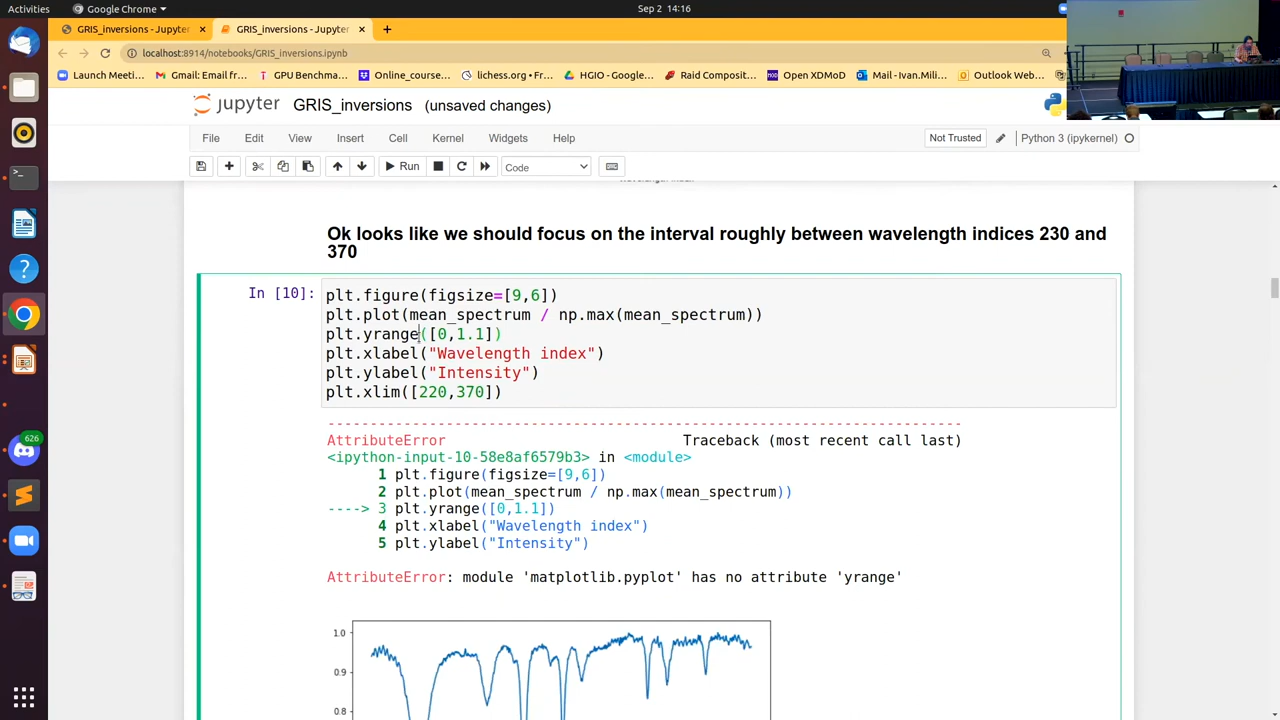 Activities
Google Chrome
Sep 2 14:16
GRIS_inversions - Jupyter
GRIS_inversions - Jupyter
localhost:8914/notebooks/GRIS_inversions.ipynb
Launch Meeti...
Gmail: Email fr...
GPU Benchma...
Online_course...
lichess.org • Fr...
HGIO - Google...
Raid Composit...
Open XDMoD
Mail - Ivan.Mili...
Outlook Web...
jupyter GRIS_inversions (unsaved changes)
File Edit View Insert Cell Kernel Widgets Help
Not Trusted
Python 3 (ipykernel)
Run
Code
Ok looks like we should focus on the interval roughly between wavelength indices 230 and
370
In [10]:
plt.figure(figsize=[9,6])
plt.plot(mean_spectrum / np.max(mean_spectrum))
plt.yrange([0,1.1])
plt.xlabel("Wavelength index")
plt.ylabel("Intensity")
plt.xlim([220,370])
---------------------------------------------------------------------------
AttributeError Traceback (most recent call last)
<ipython-input-10-58e8af6579b3> in <module>
1 plt.figure(figsize=[9,6])
2 plt.plot(mean_spectrum / np.max(mean_spectrum))
----> 3 plt.yrange([0,1.1])
4 plt.xlabel("Wavelength index")
5 plt.ylabel("Intensity")
AttributeError: module 'matplotlib.pyplot' has no attribute 'yrange'
1.0
0.9
0.8
626